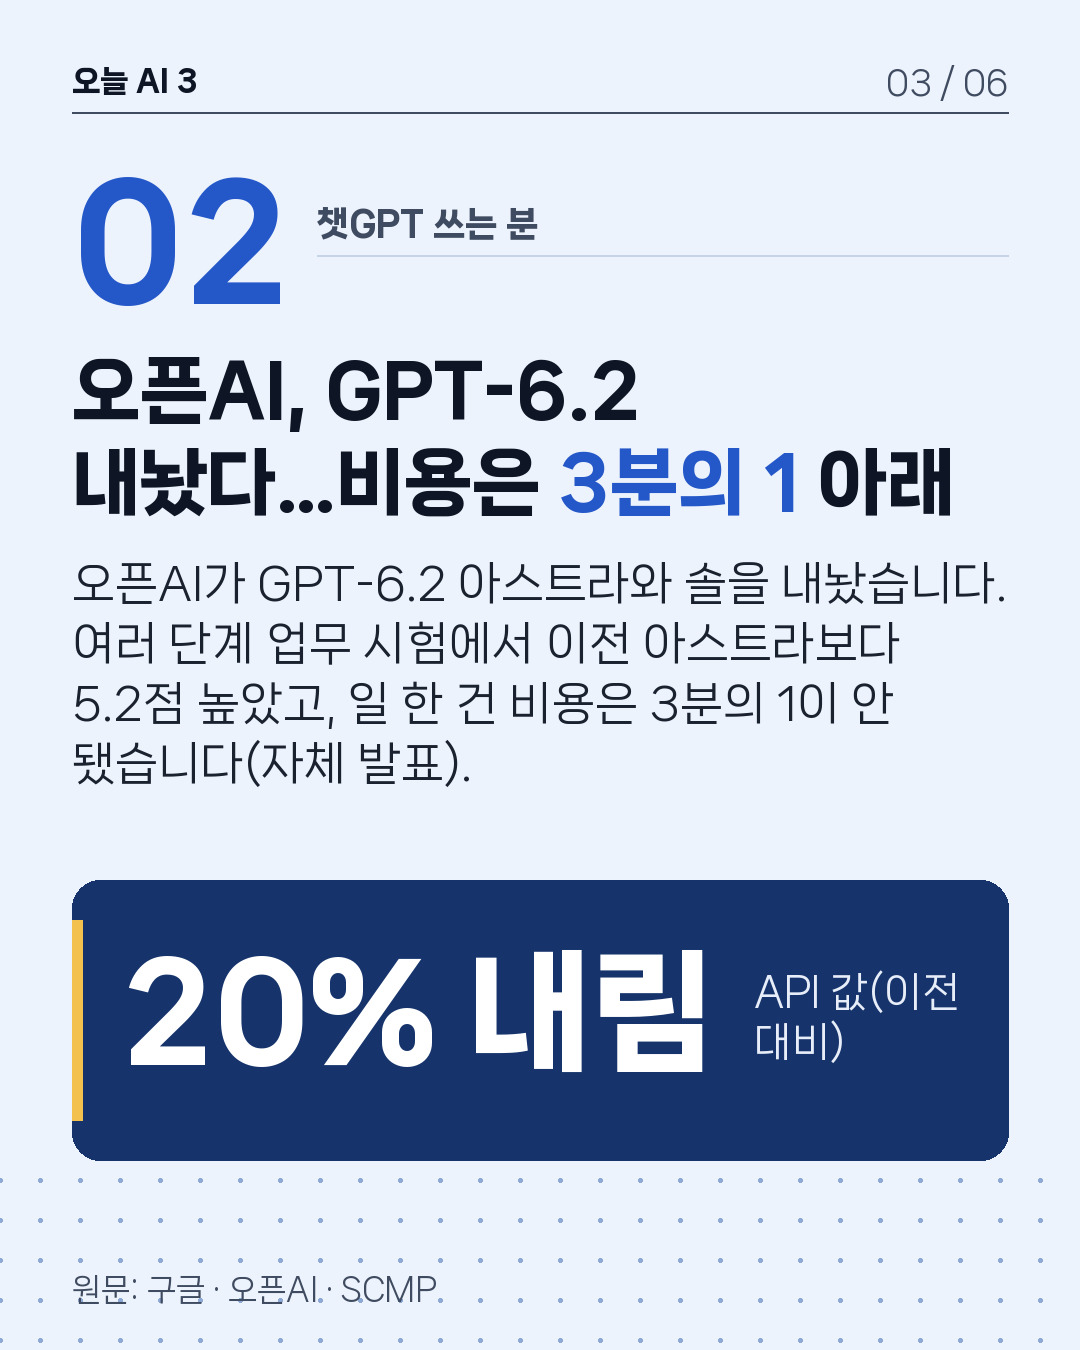 오늘 AI 3
03 / 06
02
챗GPT 쓰는 분
오픈AI, GPT-6.2
내놨다...비용은 3분의 1 아래
오픈AI가 GPT-6.2 아스트라와 솔을 내놨습니다.
여러 단계 업무 시험에서 이전 아스트라보다
5.2점 높았고, 일 한 건 비용은 3분의 1이 안
됐습니다(자체 발표).
20% 내림
API 값(이전
대비)
원문: 구글 · 오픈AI · SCMP